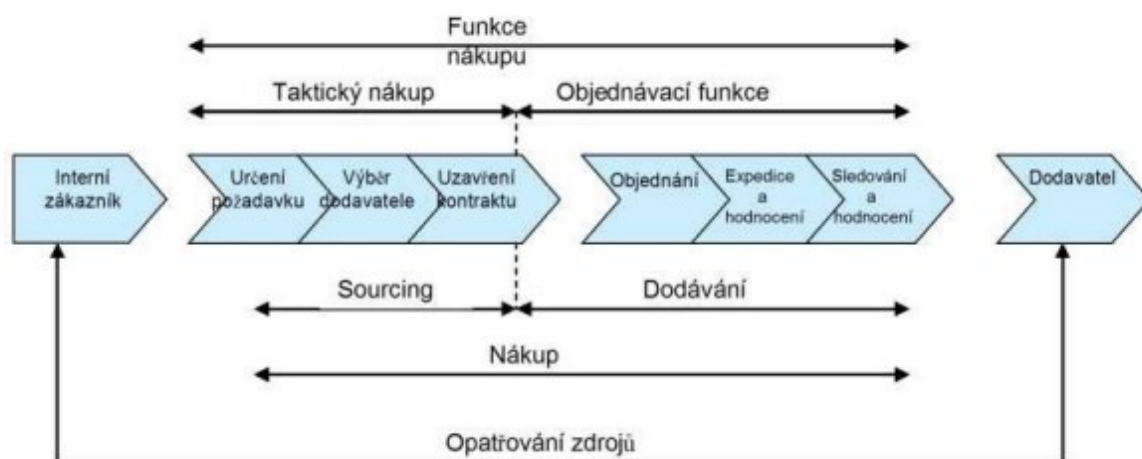 Funkce
nákupu
Taktický nákup
Objednávací funkce
Interní
zákazník
Určení
požadavku
Výběr
dodavatele
Uzavření
kontraktu
Objednání
Expedice
a
hodnocení
Sledování
a
hodnocení
Dodavatel
Sourcing
Dodávání
Nákup
Opatřování zdrojů